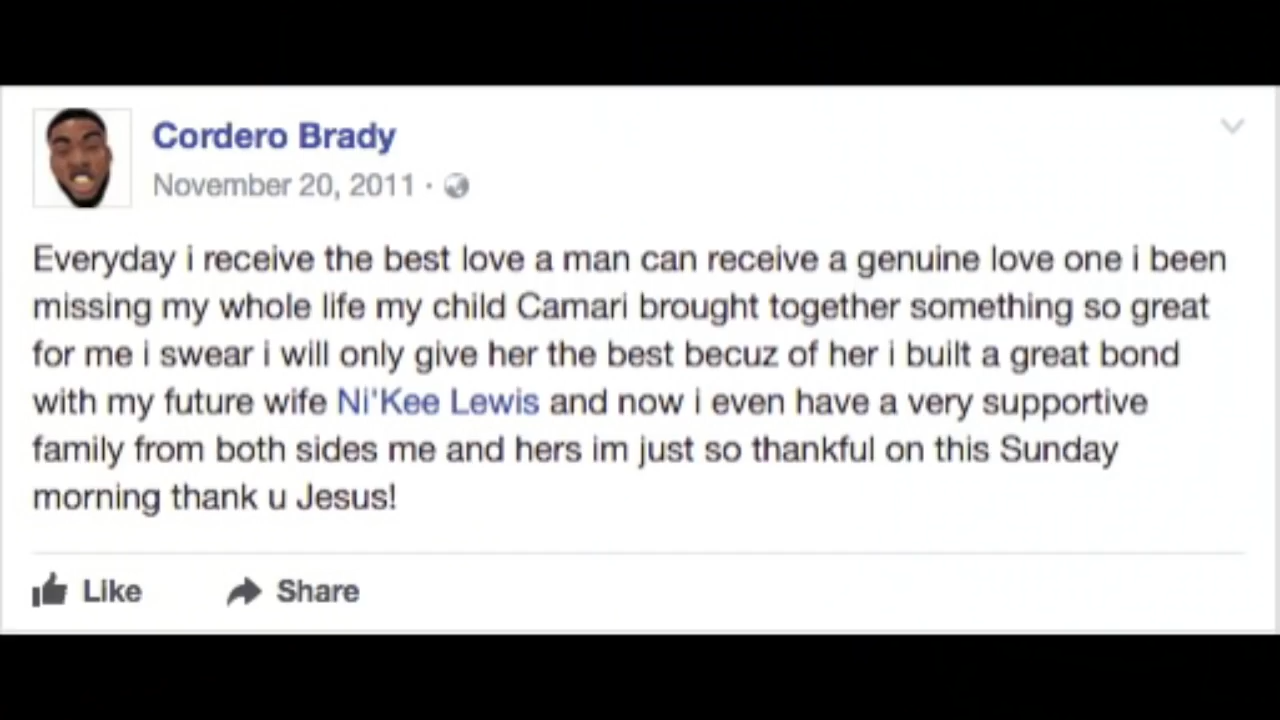 Cordero Brady
November 20, 2011 ·
Everyday i receive the best love a man can receive a genuine love one i been
missing my whole life my child Camari brought together something so great
for me i swear i will only give her the best becuz of her i built a great bond
with my future wife Ni'Kee Lewis and now i even have a very supportive
family from both sides me and hers im just so thankful on this Sunday
morning thank u Jesus!
Like Share